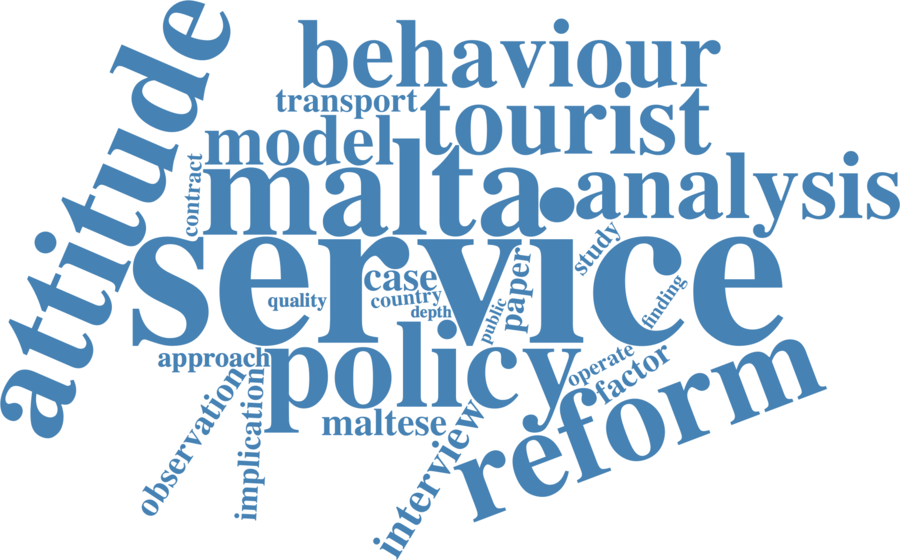 behaviour
attitude
transport
tourist
model
malta
contract
analysis
service
study
case
paper
quality
country
depth
public
finding
approach
policy
operate
factor
reform
observation
implication
maltese
interview